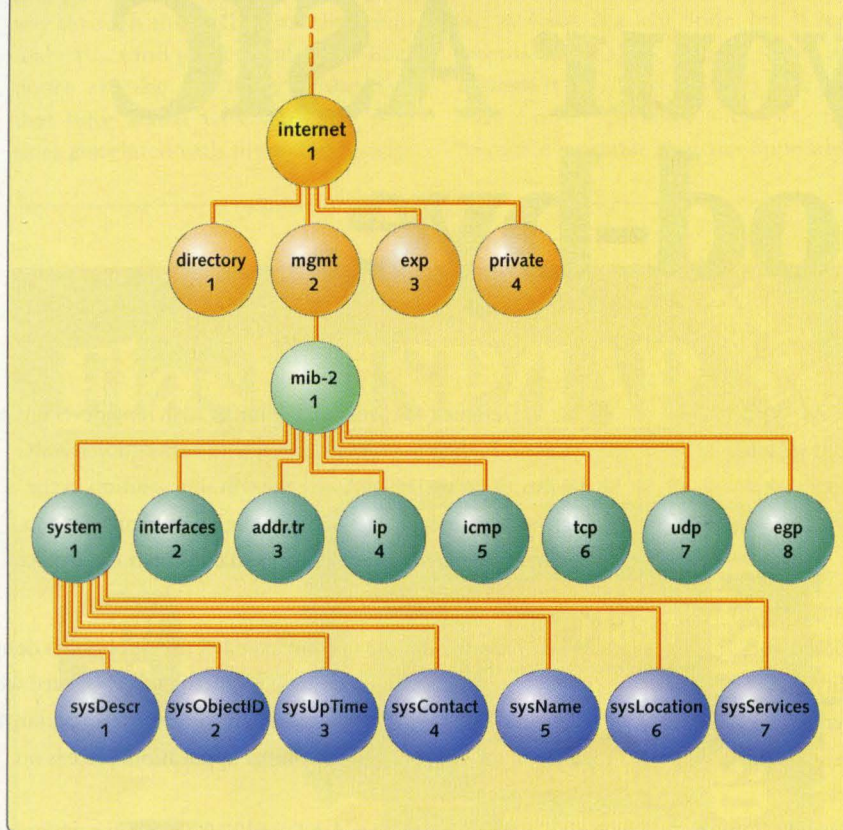 internet
1
directory
1
mgmt
2
exp
3
private
4
mib-2
1
system
1
interfaces
2
addr.tr
3
ip
4
icmp
5
tcp
6
udp
7
egp
8
sysDescr
1
sysObjectID
2
sysUpTime
3
sysContact
4
sysName
5
sysLocation
6
sysServices
7